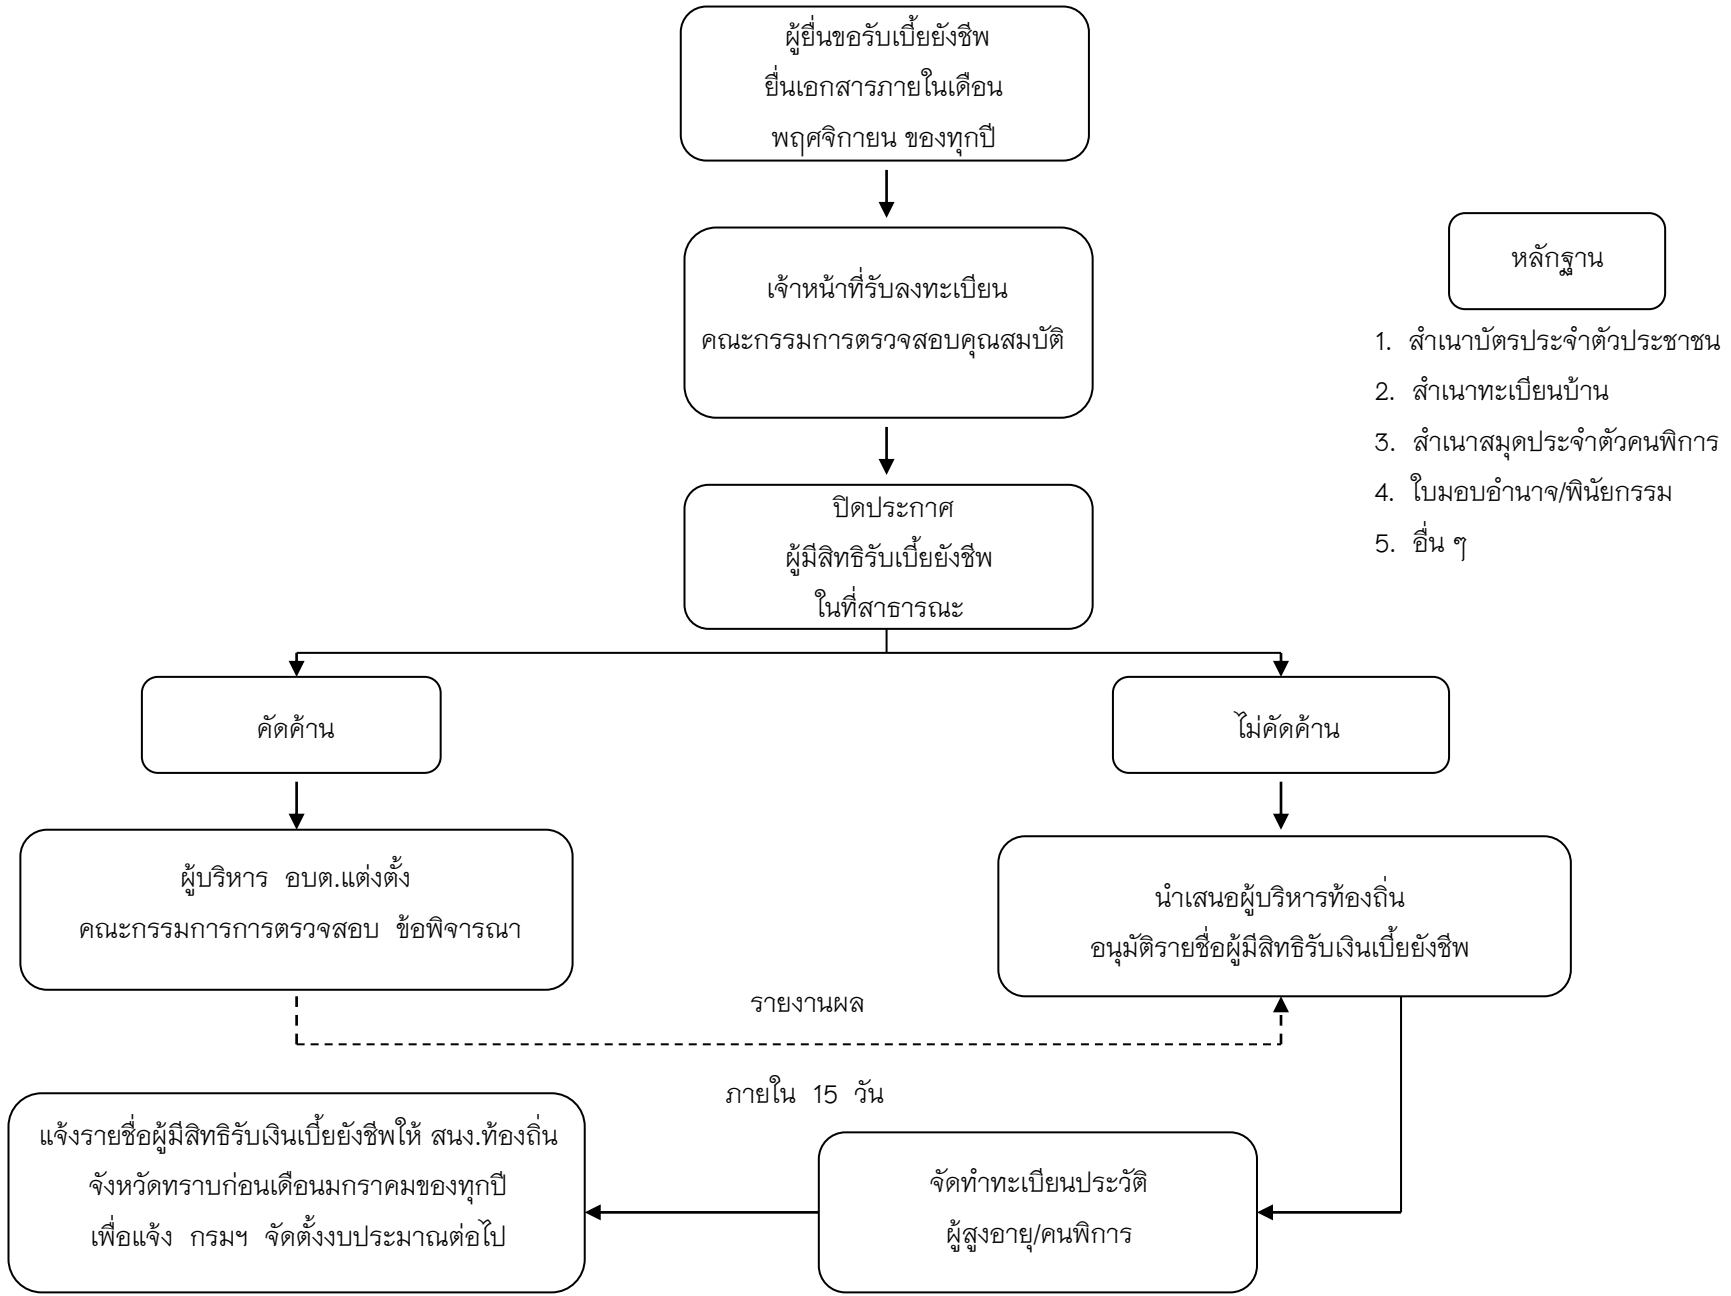 ผู้ยื่นขอรับเบี้ยยังชีพ
ยื่นเอกสารภายในเดือน
พฤศจิกายน ของทุกปี
เจ้าหน้าที่รับลงทะเบียน
คณะกรรมการตรวจสอบคุณสมบัติ
หลักฐาน
1. สำเนาบัตรประจำตัวประชาชน
2. สำเนาทะเบียนบ้าน
3. สำเนาสมุดประจำตัวคนพิการ
4. ใบมอบอำนาจ/พินัยกรรม
5. อื่น ๆ
ปิดประกาศ
ผู้มีสิทธิรับเบี้ยยังชีพ
ในที่สาธารณะ
คัดค้าน
ไม่คัดค้าน
ผู้บริหาร อบต.แต่งตั้ง
คณะกรรมการการตรวจสอบ ข้อพิจารณา
นำเสนอผู้บริหารท้องถิ่น
อนุมัติรายชื่อผู้มีสิทธิรับเงินเบี้ยยังชีพ
รายงานผล
ภายใน 15 วัน
แจ้งรายชื่อผู้มีสิทธิรับเงินเบี้ยยังชีพให้ สนง.ท้องถิ่น
จังหวัดทราบก่อนเดือนมกราคมของทุกปี
เพื่อแจ้ง กรมฯ จัดตั้งงบประมาณต่อไป
จัดทำทะเบียนประวัติ
ผู้สูงอายุ/คนพิการ